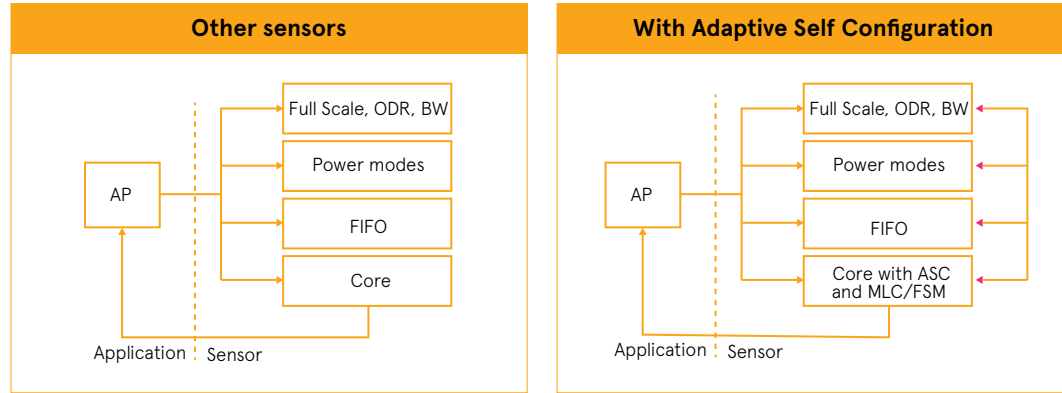 Other sensors
Full Scale, ODR, BW
Power modes
AP
FIFO
Core
Application
Sensor
With Adaptive Self Configuration
Full Scale, ODR, BW
Power modes
AP
FIFO
Core with ASC
and MLC/FSM
Application
Sensor